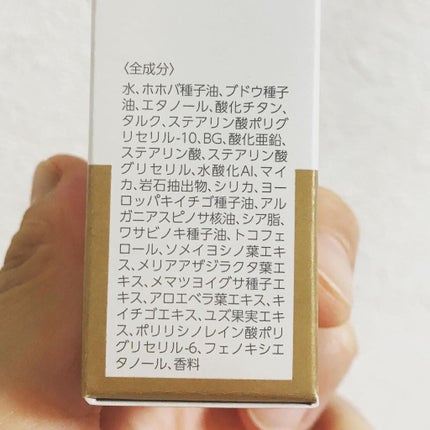 〈全成分〉
水、ホホバ種子油、ブドウ種子
油、エタノール、酸化チタン、
タルク、ステアリン酸ポリグ
リセリル-10、BG、酸化亜鉛、
ステアリン酸、ステアリン酸
グリセリル、水酸化Al、マイ
カ、岩石抽出物、シリカ、ヨー
ロッパキイチゴ種子油、アル
ガニアスピノサ核油、シア脂、
ワサビノキ種子油、トコフェ
ロール、ソメイヨシノ葉エキ
ス、メリアアザジラクタ葉エ
キス、メマツヨイグサ種子エ
キス、アロエベラ葉エキス、キ
イチゴエキス、ユズ果実エキ
ス、ポリリシノレイン酸ポリ
グリセリル-6、フェノキシエ
タノール、香料